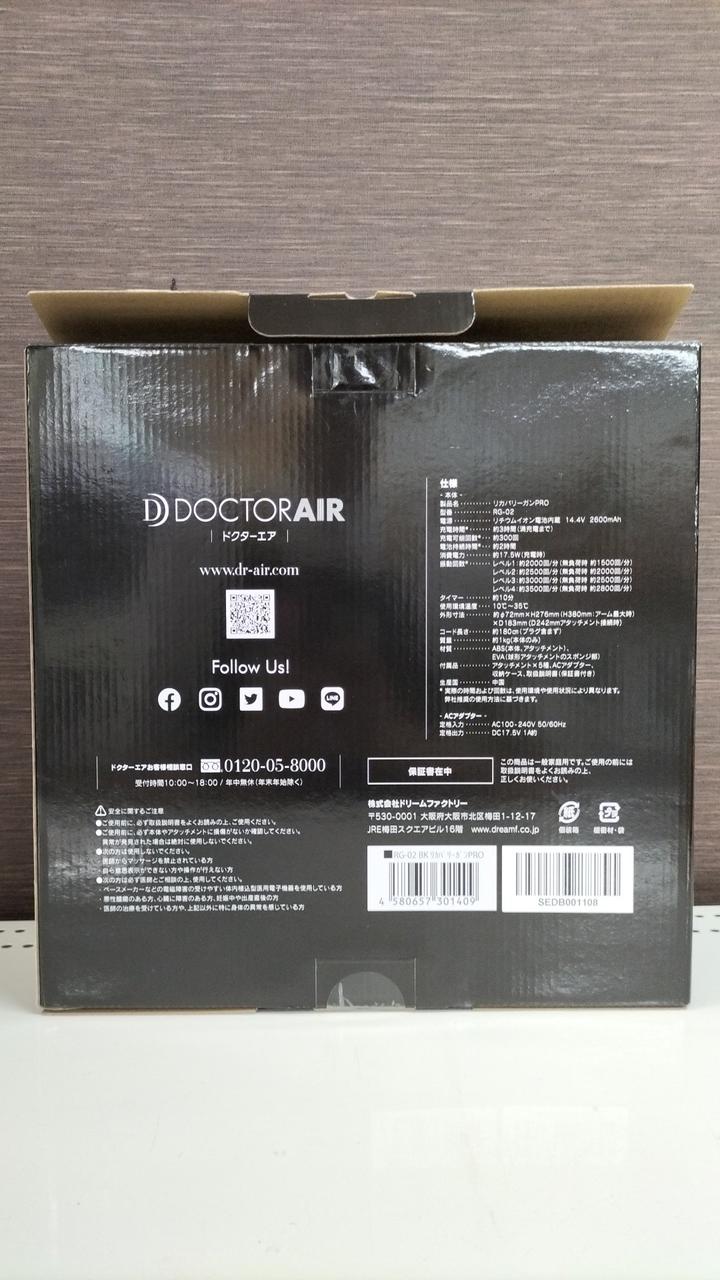 DOCTORAIR
ドクターエア
www.dr-air.com
Follow Us!
LINE
ドクターエアお客様相談窓口 0120-05-8000
受付時間10:00～18:00 / 年中無休(年末年始除く)
安全に関するご注意
●ご使用前に、必ず取扱説明書をよくお読みの上、ご使用ください。
●ご使用前に、必ず本体やアタッチメントに損傷がないか確認してください。
異常が発見された場合は絶対に使用しないでください。
●次の方は使用しないでください。
・医師からマッサージを禁止されている方
・自ら意思表示ができない方や操作が行えない方
●次の方は必ず医師とご相談の上、使用してください。
・ペースメーカーなどの電磁障害の受けやすい体内植込型医用電子機器を使用している方
・悪性腫瘍のある方、心臓に障害のある方、妊娠中や出産直後の方
・医師の治療を受けている方や、上記以外に特に身体の異常を感じている方
仕様
- 本体 -
製品名 ········ リカバリーガンPRO
型番 ········ RG-02
電源 ········ リチウムイオン電池内蔵 14.4V 2600mAh
充電時間* ········ 約3時間(満充電まで)
充電可能回数* ···· 約300回
電池持続時間* ···· 約2時間
消費電力 ········ 約17.5W(充電時)
振動回数* ········ レベル1:約2000回/分(無負荷時 約1500回/分)
レベル2:約2500回/分(無負荷時 約2000回/分)
レベル3:約3000回/分(無負荷時 約2500回/分)
レベル4:約3500回/分(無負荷時 約2800回/分)
タイマー ········ 約10分
使用環境温度 ···· 10℃～35℃
外形寸法 ········ 約φ72mm×H276mm(H380mm:アーム最大時)
×D183mm(D242mmアタッチメント接続時)
コード長さ ········ 約180cm(プラグ含まず)
質量 ········ 約1kg(本体のみ)
材質 ········ ABS(本体、アタッチメント)、
EVA(球形アタッチメントのスポンジ部)
付属品 ········ アタッチメント×5種、ACアダプター、
収納ケース、取扱説明書(保証書付き)
生産国 ········ 中国
* 実際の時間および回数は、使用環境や使用状況により異なります。
弊社推奨の使用方法に基づきます。
- ACアダプター -
定格入力 ········ AC100-240V 50/60Hz
定格出力 ········ DC17.5V 1A約
保証書在中
この商品は一般家庭用です。ご使用の前には
取扱説明書をよくお読みの上、
正しくお使いください。
株式会社ドリームファクトリー
〒530-0001 大阪府大阪市北区梅田1-12-17
JRE梅田スクエアビル16階 www.dreamf.co.jp
紙
個装箱
段ボール
緩衝材・袋
RG-02 BK ﾘｶﾊﾞﾘｰｶﾞﾝPRO
4 580657 301409
SEDB001108